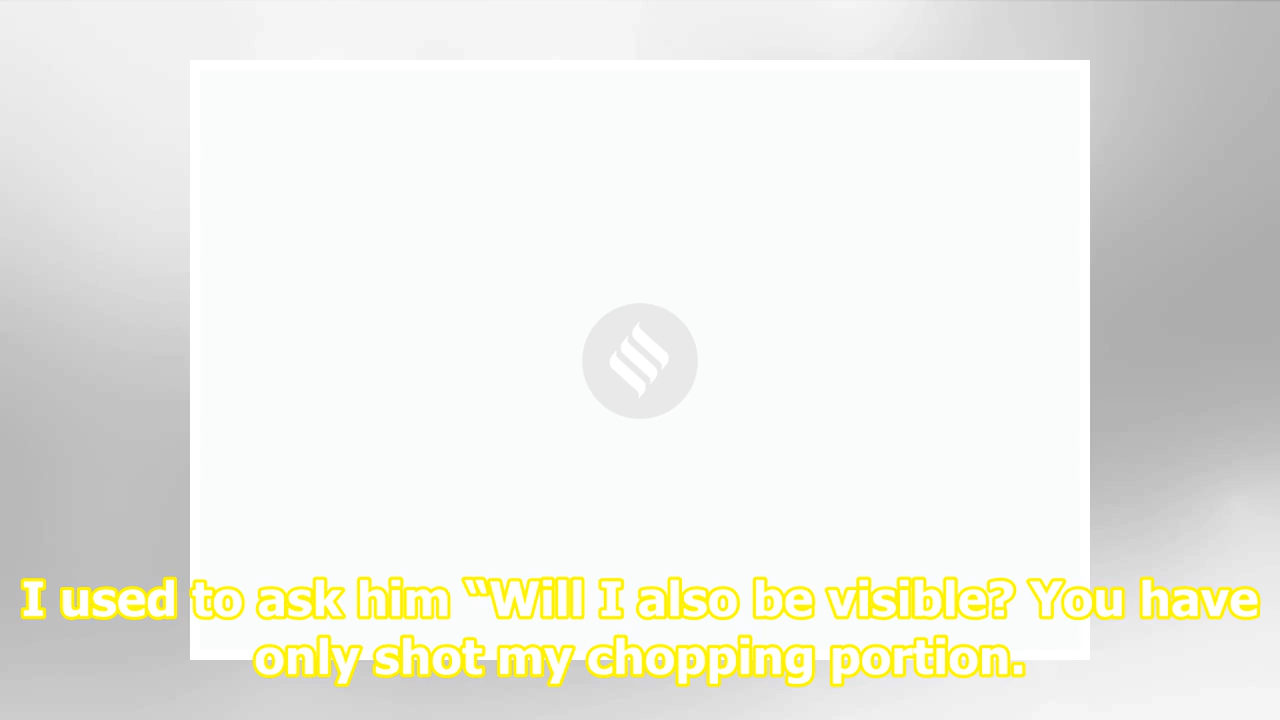 I used to ask him “Will I also be visible? You have
only shot my chopping portion.